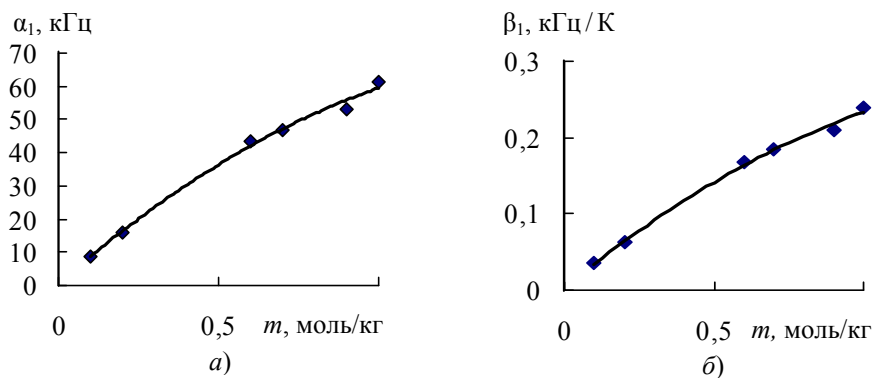 α₁, кГц
70
60
50
40
30
20
10
0
0
0,5
m, моль/кг
а)
β₁, кГц / К
0,3
0,2
0,1
0
0
0,5
m, моль/кг
б)